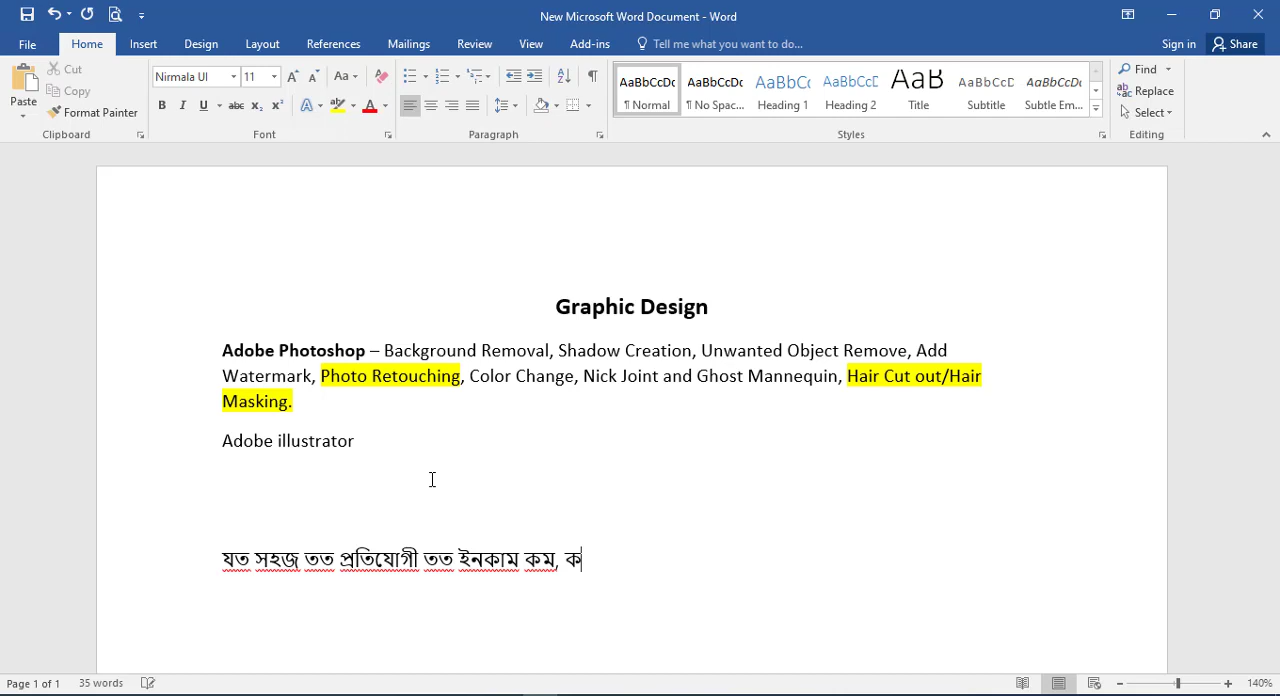 New Microsoft Word Document - Word
File Home Insert Design Layout References Mailings Review View Add-ins Tell me what you want to do... Sign in Share
Paste Cut Copy Format Painter
Clipboard
Nirmala UI 11 Aa
B I U abc X₂ X² A A
Font
Paragraph
AaBbCcDc AaBbCcDc AaBbCc AaBbCcD AaB AaBbCcD AaBbCcDc
¶ Normal ¶ No Spac... Heading 1 Heading 2 Title Subtitle Subtle Em...
Styles
Find
Replace
Select
Editing
Graphic Design
Adobe Photoshop – Background Removal, Shadow Creation, Unwanted Object Remove, Add
Watermark, Photo Retouching, Color Change, Nick Joint and Ghost Mannequin, Hair Cut out/Hair
Masking.
Adobe illustrator
যত সহজ তত প্রতিযোগী তত ইনকাম কম, ক
Page 1 of 1 35 words 140%